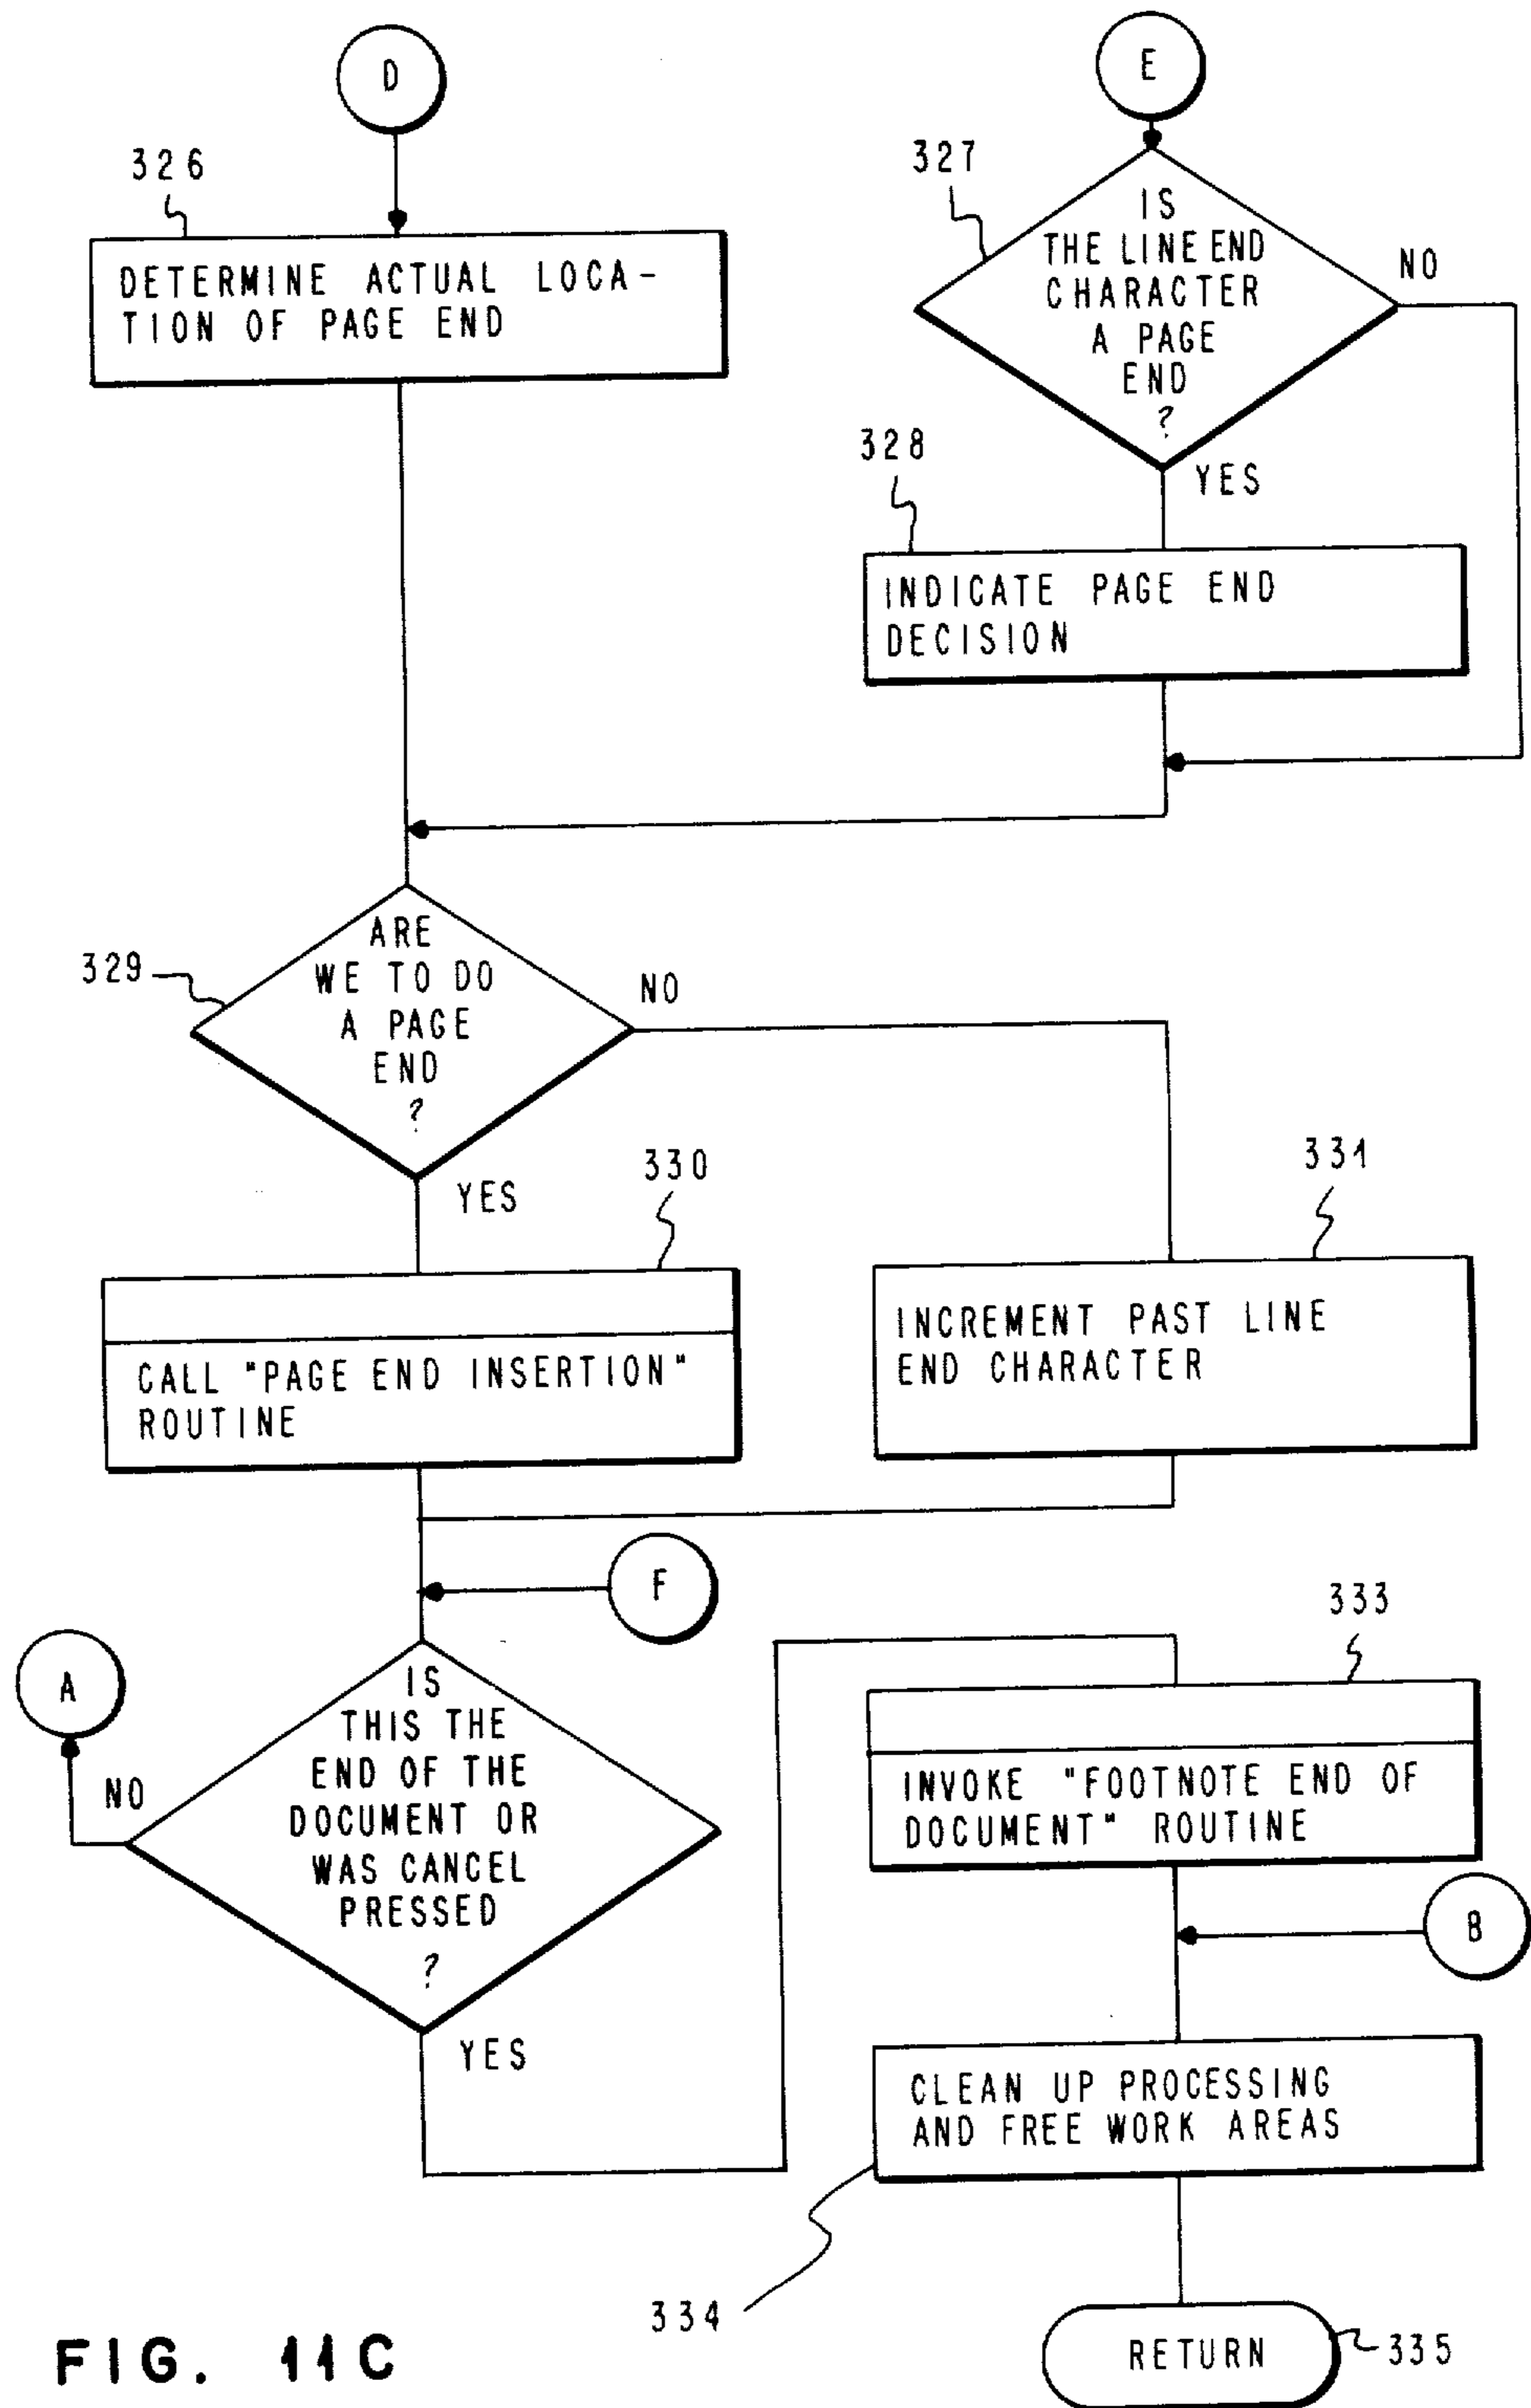 D
E
326
DETERMINE ACTUAL LOCA-
TION OF PAGE END
327
IS
THE LINE END
CHARACTER
A PAGE
END
?
NO
YES
328
INDICATE PAGE END
DECISION
329
ARE
WE TO DO
A PAGE
END
?
NO
YES
330
CALL "PAGE END INSERTION"
ROUTINE
331
INCREMENT PAST LINE
END CHARACTER
F
A
IS
THIS THE
END OF THE
DOCUMENT OR
WAS CANCEL
PRESSED
?
NO
YES
333
INVOKE "FOOTNOTE END OF
DOCUMENT" ROUTINE
B
CLEAN UP PROCESSING
AND FREE WORK AREAS
334
RETURN
335
FIG. 11C